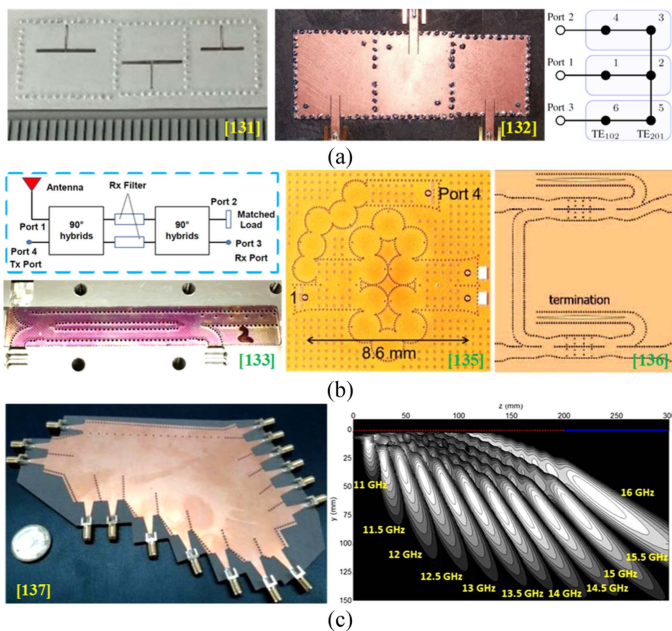 Port 2
4
3
Port 1
1
2
Port 3
6
5
TE102
TE201
[131]
[132]
(a)
Antenna
Rx Filter
Port 2
Matched
Load
Port 1
90°
hybrids
90°
hybrids
Port 4
Tx Port
Port 3
Rx Port
2
[133]
Port 4
1
8.6 mm
[135]
termination
[136]
(b)
[137]
z (mm)
0
50
100
150
200
250
300
0
25
50
75
100
125
150
y (mm)
11 GHz
11.5 GHz
12 GHz
12.5 GHz
13 GHz
13.5 GHz
14 GHz
14.5 GHz
15 GHz
15.5 GHz
16 GHz
(c)